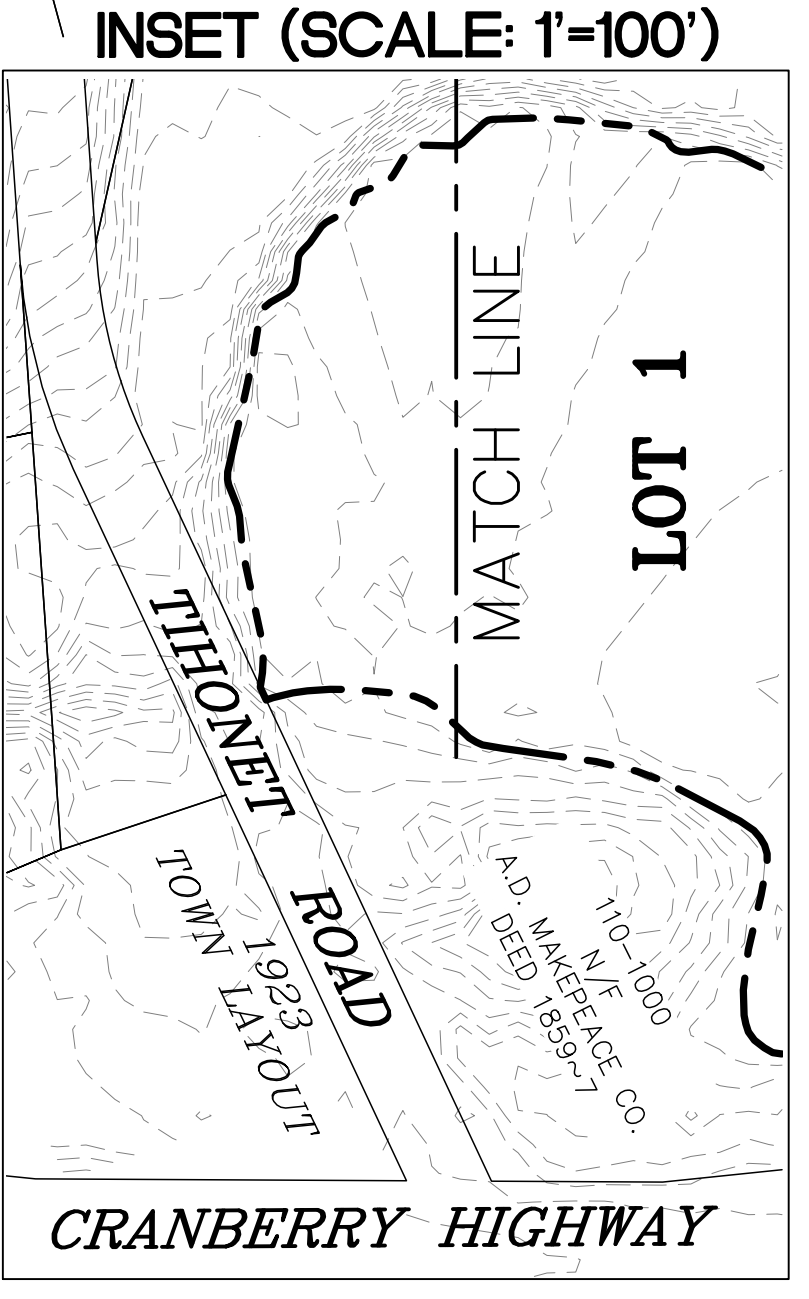 INSET (SCALE: 1'=100')
MATCH LINE
LOT 1
TIHONET ROAD
1923
TOWN LAYOUT
110-1000
N/F
A.D. MAKEPEACE CO.
DEED 1859~7
CRANBERRY HIGHWAY